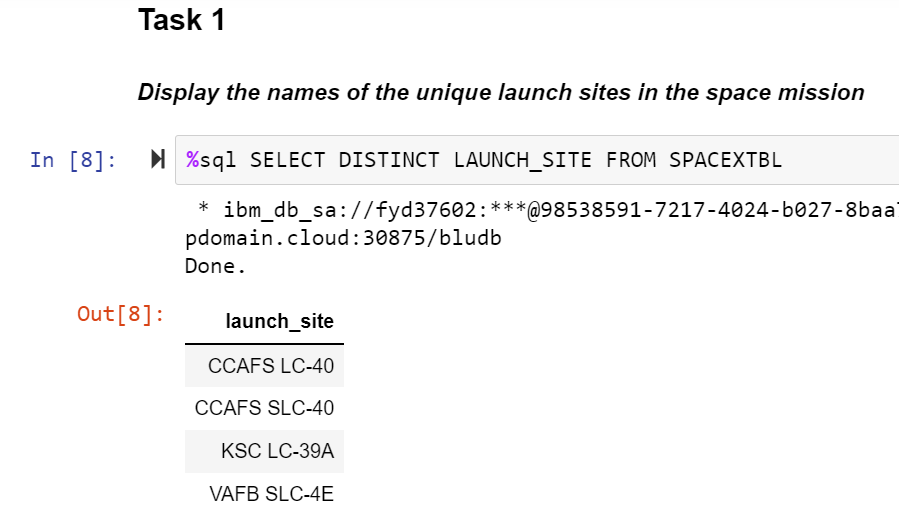 Task 1
Display the names of the unique launch sites in the space mission
In [8]: %sql SELECT DISTINCT LAUNCH_SITE FROM SPACEXTBL
* ibm_db_sa://fyd37602:***@98538591-7217-4024-b027-8baa
pdomain.cloud:30875/bludb
Done.
Out[8]:
launch_site
CCAFS LC-40
CCAFS SLC-40
KSC LC-39A
VAFB SLC-4E